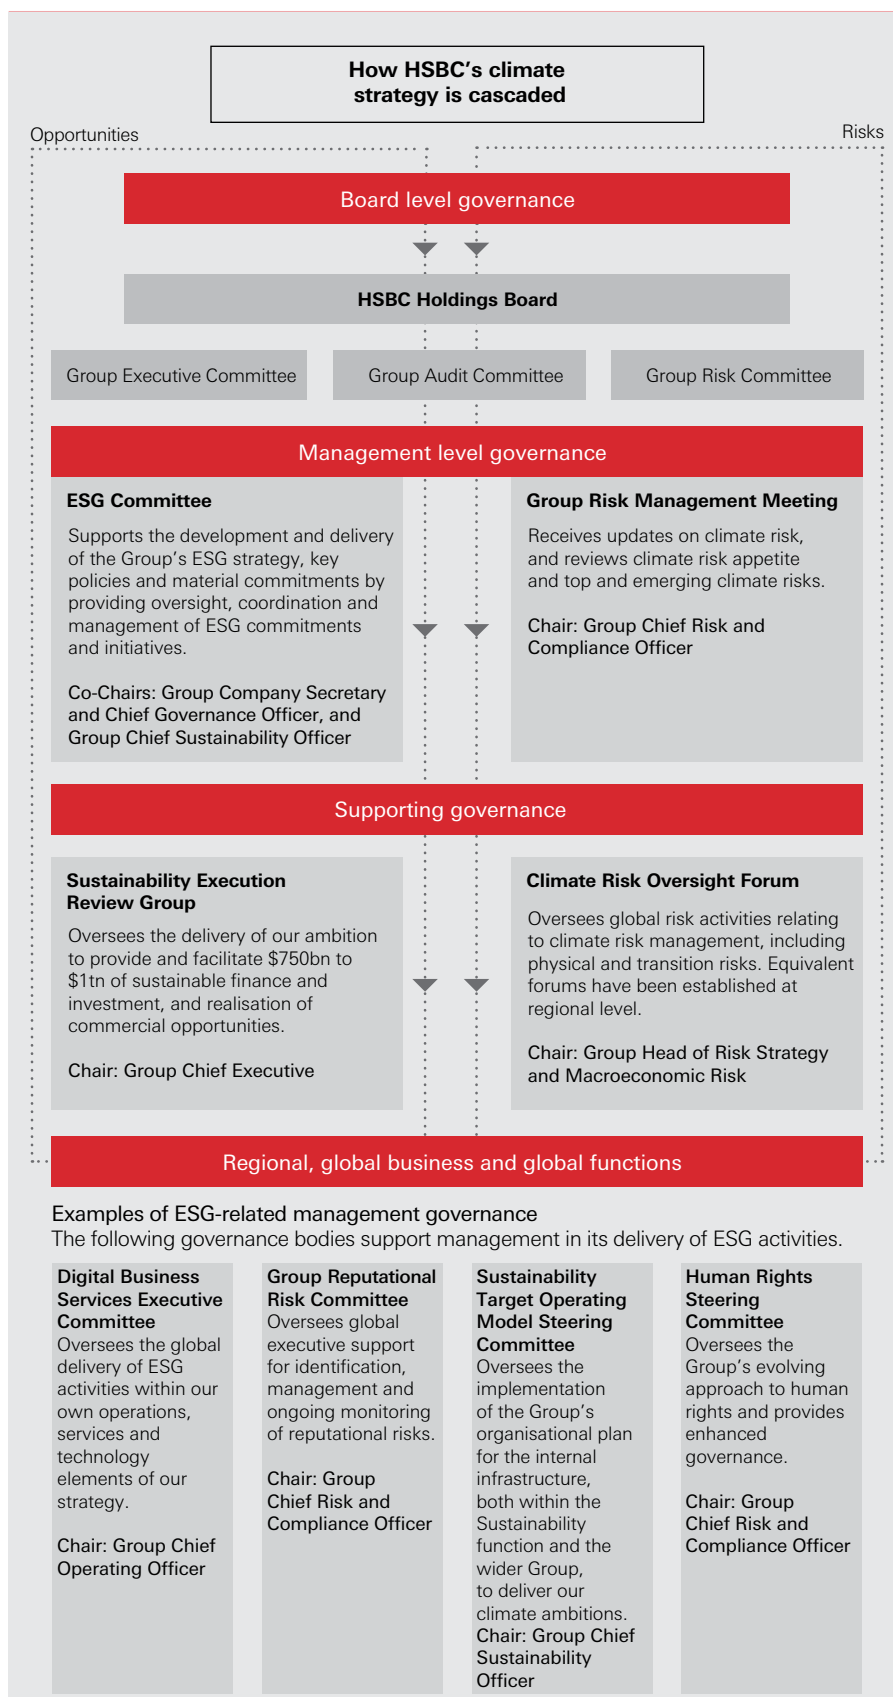 How HSBC's climate
strategy is cascaded
Opportunities
Risks
Board level governance
HSBC Holdings Board
Group Executive Committee
Group Audit Committee
Group Risk Committee
Management level governance
ESG Committee
Supports the development and delivery
of the Group's ESG strategy, key
policies and material commitments by
providing oversight, coordination and
management of ESG commitments
and initiatives.
Co-Chairs: Group Company Secretary
and Chief Governance Officer, and
Group Chief Sustainability Officer
Group Risk Management Meeting
Receives updates on climate risk,
and reviews climate risk appetite
and top and emerging climate risks.
Chair: Group Chief Risk and
Compliance Officer
Supporting governance
Sustainability Execution
Review Group
Oversees the delivery of our ambition
to provide and facilitate $750bn to
$1tn of sustainable finance and
investment, and realisation of
commercial opportunities.
Chair: Group Chief Executive
Climate Risk Oversight Forum
Oversees global risk activities relating
to climate risk management, including
physical and transition risks. Equivalent
forums have been established at
regional level.
Chair: Group Head of Risk Strategy
and Macroeconomic Risk
Regional, global business and global functions
Examples of ESG-related management governance
The following governance bodies support management in its delivery of ESG activities.
Digital Business
Services Executive
Committee
Oversees the global
delivery of ESG
activities within our
own operations,
services and
technology
elements of our
strategy.
Chair: Group Chief
Operating Officer
Group Reputational
Risk Committee
Oversees global
executive support
for identification,
management and
ongoing monitoring
of reputational risks.
Chair: Group
Chief Risk and
Compliance Officer
Sustainability
Target Operating
Model Steering
Committee
Oversees the
implementation
of the Group's
organisational plan
for the internal
infrastructure,
both within the
Sustainability
function and the
wider Group,
to deliver our
climate ambitions.
Chair: Group Chief
Sustainability
Officer
Human Rights
Steering
Committee
Oversees the
Group's evolving
approach to human
rights and provides
enhanced
governance.
Chair: Group
Chief Risk and
Compliance Officer